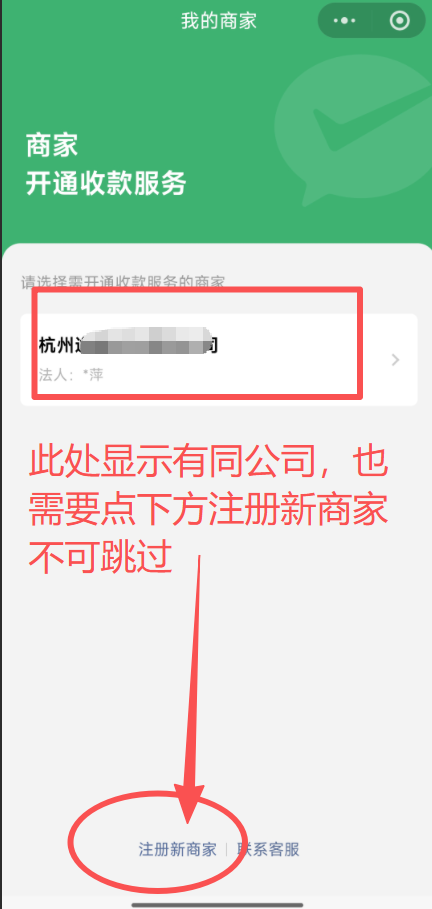 我的商家
商家
开通收款服务
请选择需开通收款服务的商家
杭州
法人：*萍
此处显示有同公司，也
需要点下方注册新商家
不可跳过
注册新商家 | 联系客服